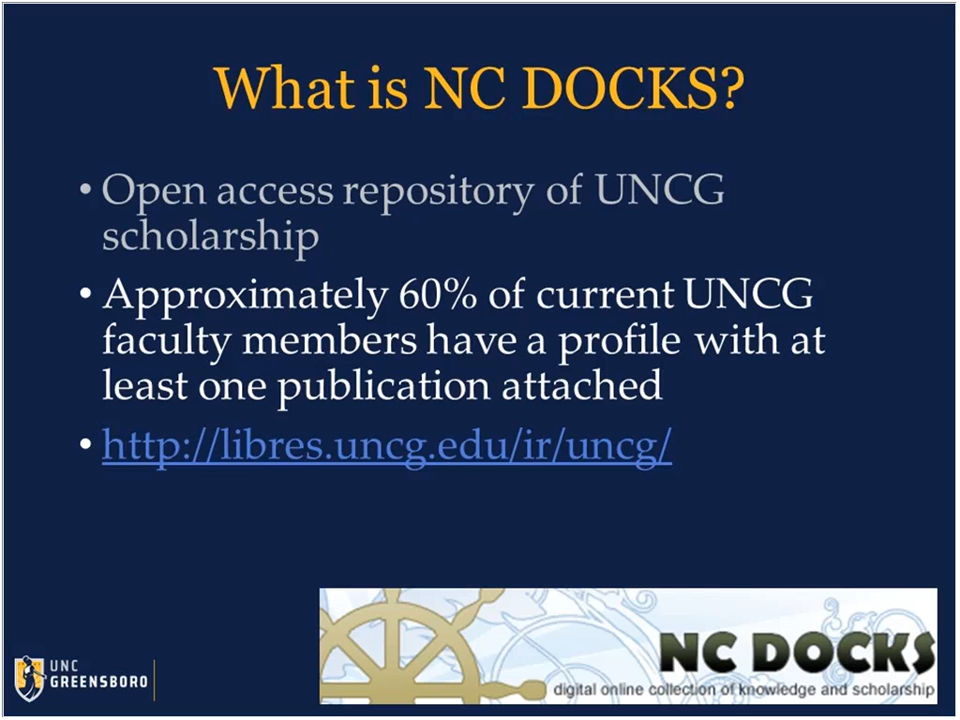 What is NC DOCKS?
• Open access repository of UNCG
scholarship
• Approximately 60% of current UNCG
faculty members have a profile with at
least one publication attached
• http://libres.uncg.edu/ir/uncg/
NC DOCKS
digital online collection of knowledge and scholarship
UNC
GREENSBORO